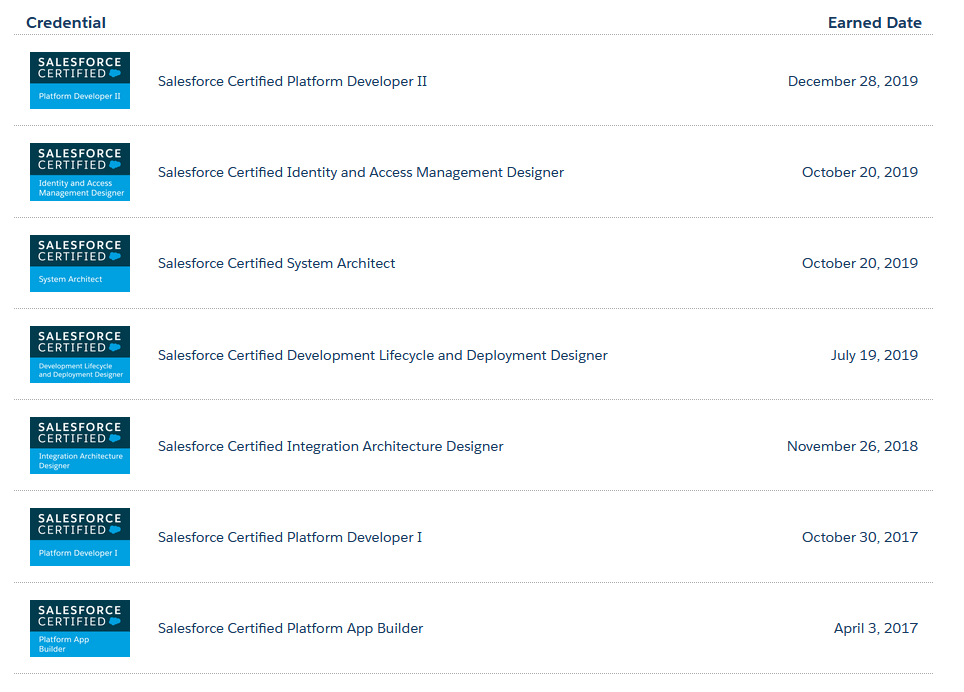 Credential Earned Date
SALESFORCE
CERTIFIED
Platform Developer II
Salesforce Certified Platform Developer II December 28, 2019
SALESFORCE
CERTIFIED
Identity and Access
Management Designer
Salesforce Certified Identity and Access Management Designer October 20, 2019
SALESFORCE
CERTIFIED
System Architect
Salesforce Certified System Architect October 20, 2019
SALESFORCE
CERTIFIED
Development Lifecycle
and Deployment Designer
Salesforce Certified Development Lifecycle and Deployment Designer July 19, 2019
SALESFORCE
CERTIFIED
Integration Architecture
Designer
Salesforce Certified Integration Architecture Designer November 26, 2018
SALESFORCE
CERTIFIED
Platform Developer I
Salesforce Certified Platform Developer I October 30, 2017
SALESFORCE
CERTIFIED
Platform App
Builder
Salesforce Certified Platform App Builder April 3, 2017